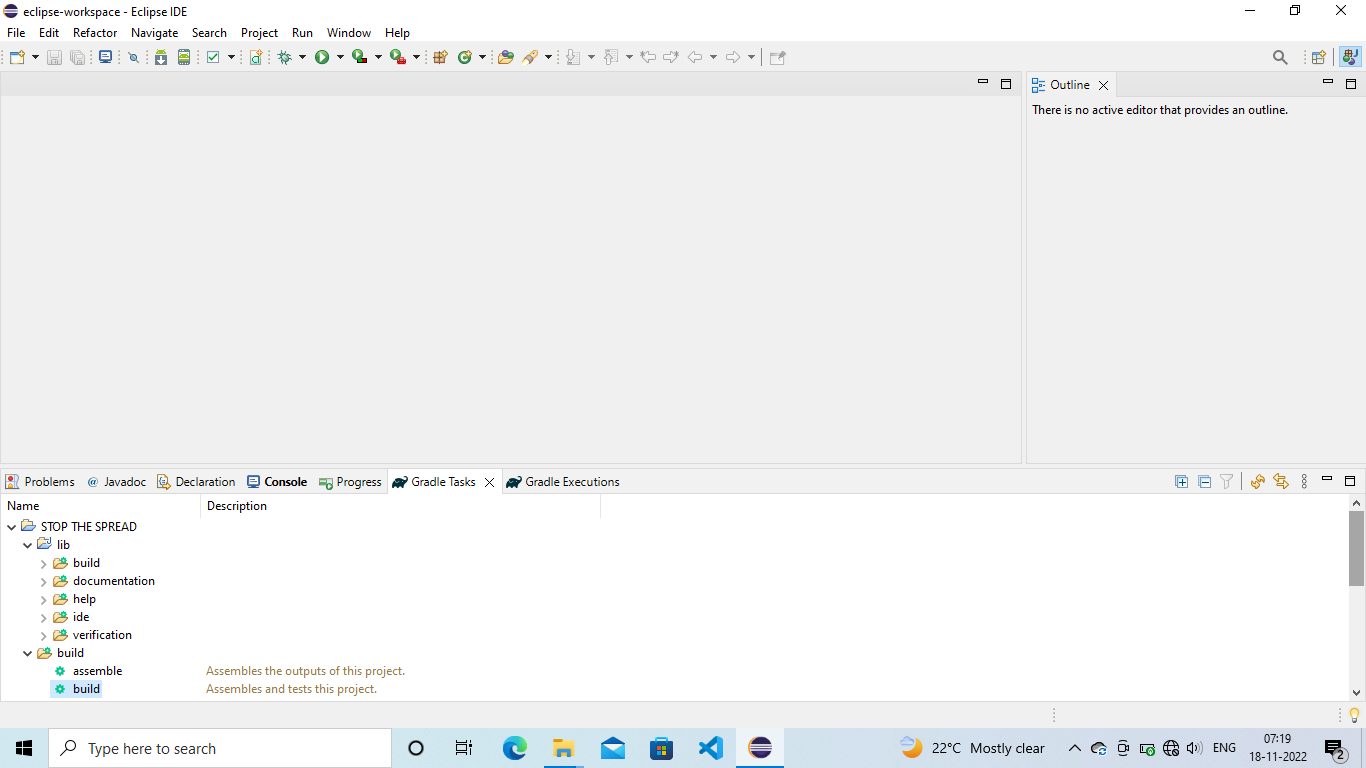 eclipse-workspace - Eclipse IDE
File Edit Refactor Navigate Search Project Run Window Help
Outline
There is no active editor that provides an outline.
Problems @ Javadoc Declaration Console Progress Gradle Tasks Gradle Executions
Name Description
STOP THE SPREAD
lib
build
documentation
help
ide
verification
build
assemble Assembles the outputs of this project.
build Assembles and tests this project.
Type here to search
22°C Mostly clear
ENG
07:19
18-11-2022
2